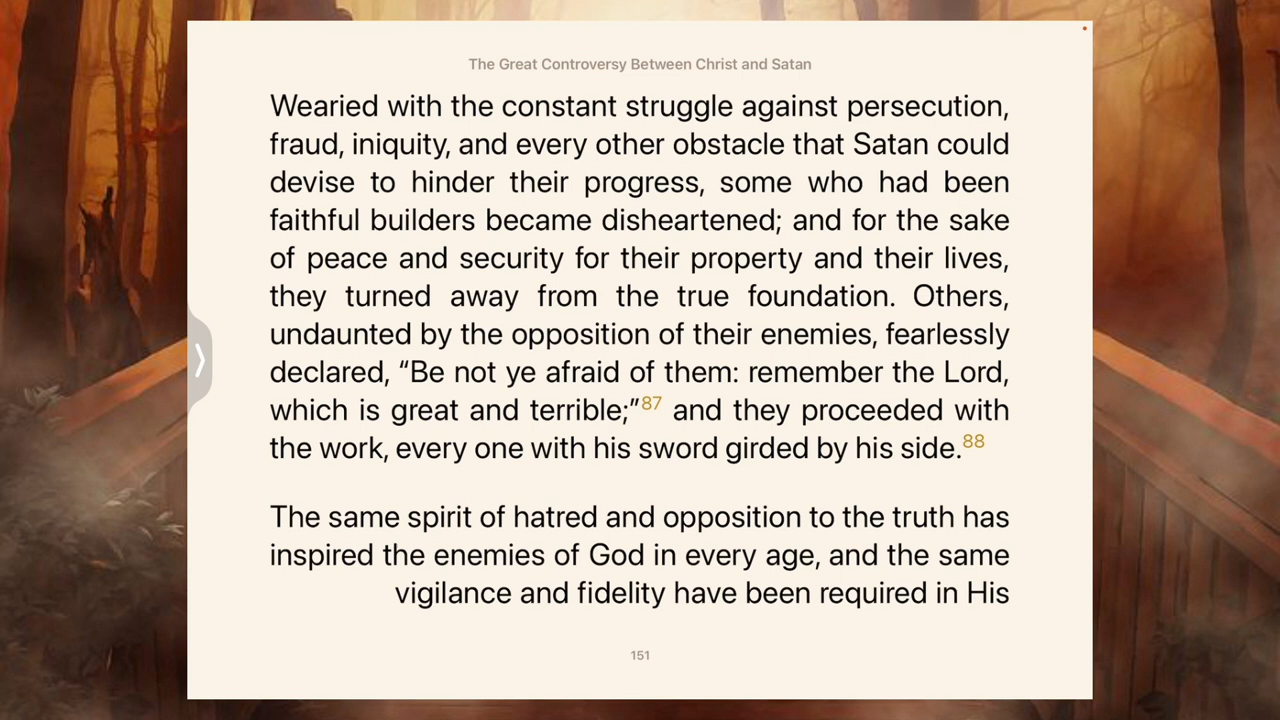 The Great Controversy Between Christ and Satan
Wearied with the constant struggle against persecution,
fraud, iniquity, and every other obstacle that Satan could
devise to hinder their progress, some who had been
faithful builders became disheartened; and for the sake
of peace and security for their property and their lives,
they turned away from the true foundation. Others,
undaunted by the opposition of their enemies, fearlessly
declared, “Be not ye afraid of them: remember the Lord,
which is great and terrible;”87 and they proceeded with
the work, every one with his sword girded by his side.88
The same spirit of hatred and opposition to the truth has
inspired the enemies of God in every age, and the same
vigilance and fidelity have been required in His
151